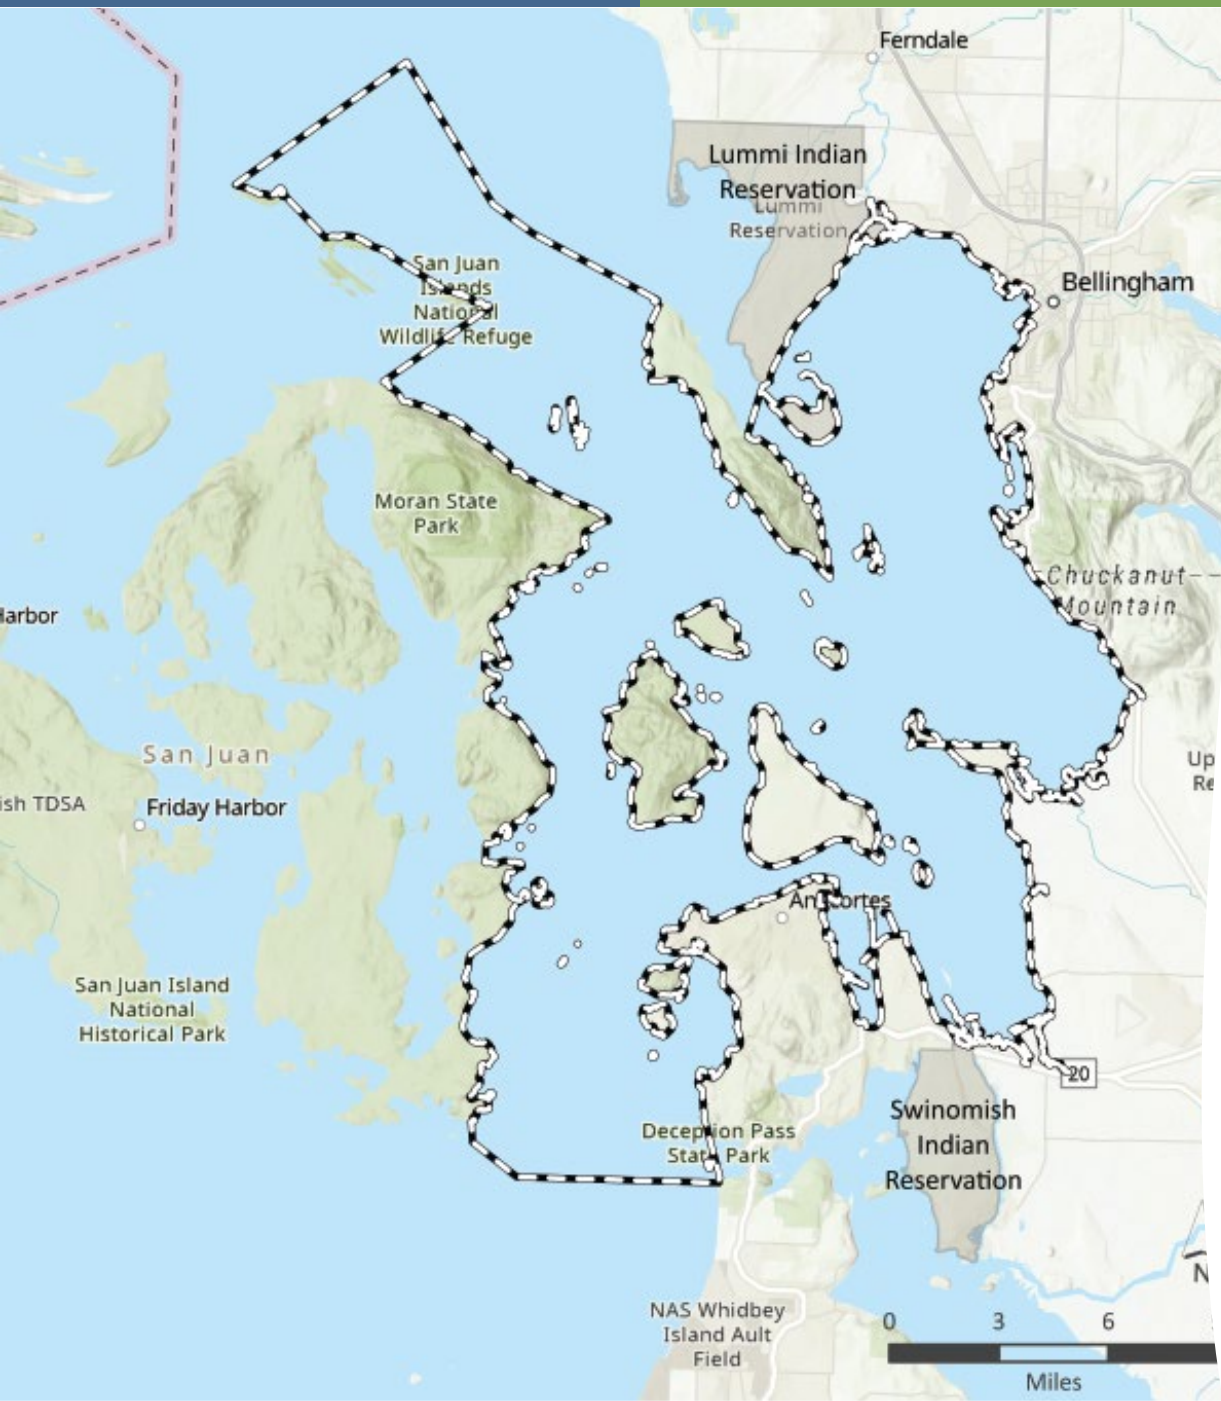 Ferndale
Lummi Indian
Reservation
Lummi
Reservation
Bellingham
San Juan
Islands
National
Wildlife Refuge
Moran State
Park
Chuckanut
Mountain
Harbor
San Juan
Up
Re
ish TDSA
Friday Harbor
Anacortes
San Juan Island
National
Historical Park
20
Swinomish
Indian
Reservation
Deception Pass
State Park
N
NAS Whidbey
Island Ault
Field
0 3 6
Miles